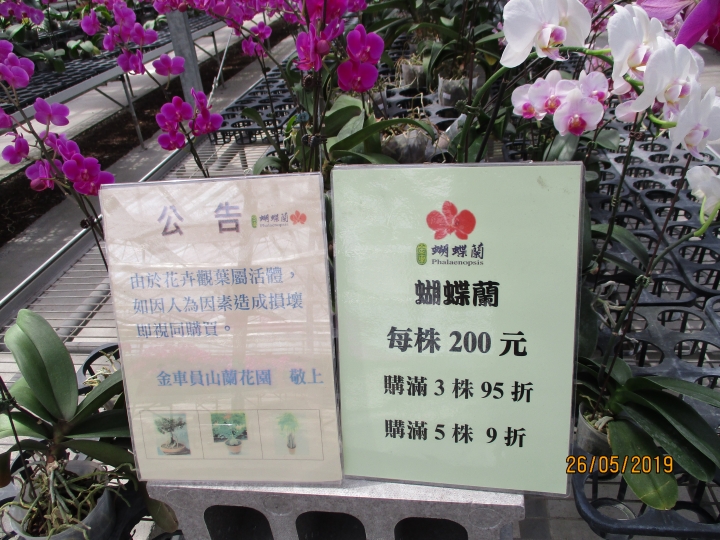 公告
蝴蝶蘭
由於花卉觀葉屬活體，
如因人為因素造成損壞
即視同購買。
金車員山蘭花園 敬上
蝴蝶蘭
Phalaenopsis
蝴蝶蘭
每株 200 元
購滿 3 株 95 折
購滿 5 株 9 折
26/05/2019